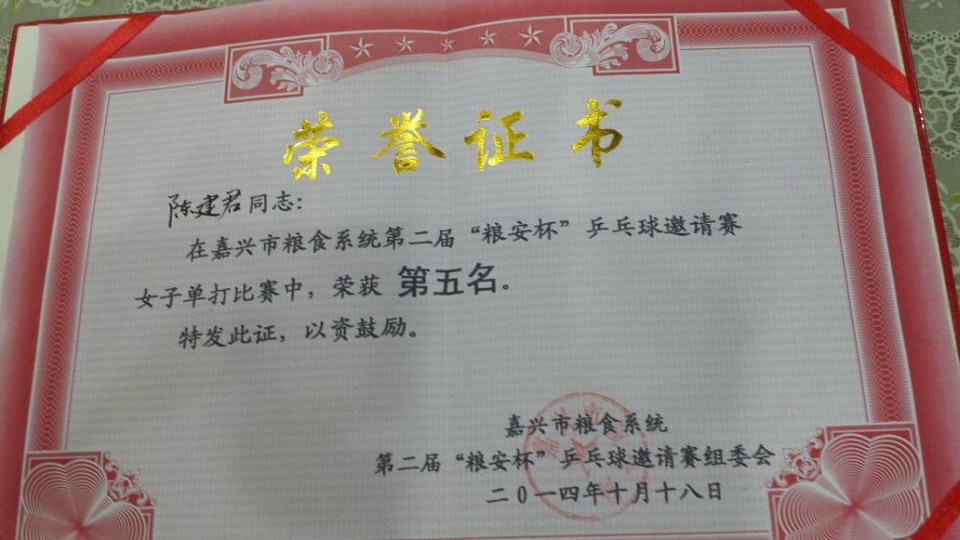 荣誉证书
陈建君同志：
在嘉兴市粮食系统第二届“粮安杯”乒乓球邀请赛
女子单打比赛中，荣获 第五名。
特发此证，以资鼓励。
嘉兴市粮食系统
第二届“粮安杯”乒乓球邀请赛组委会
二0一四年十月十八日